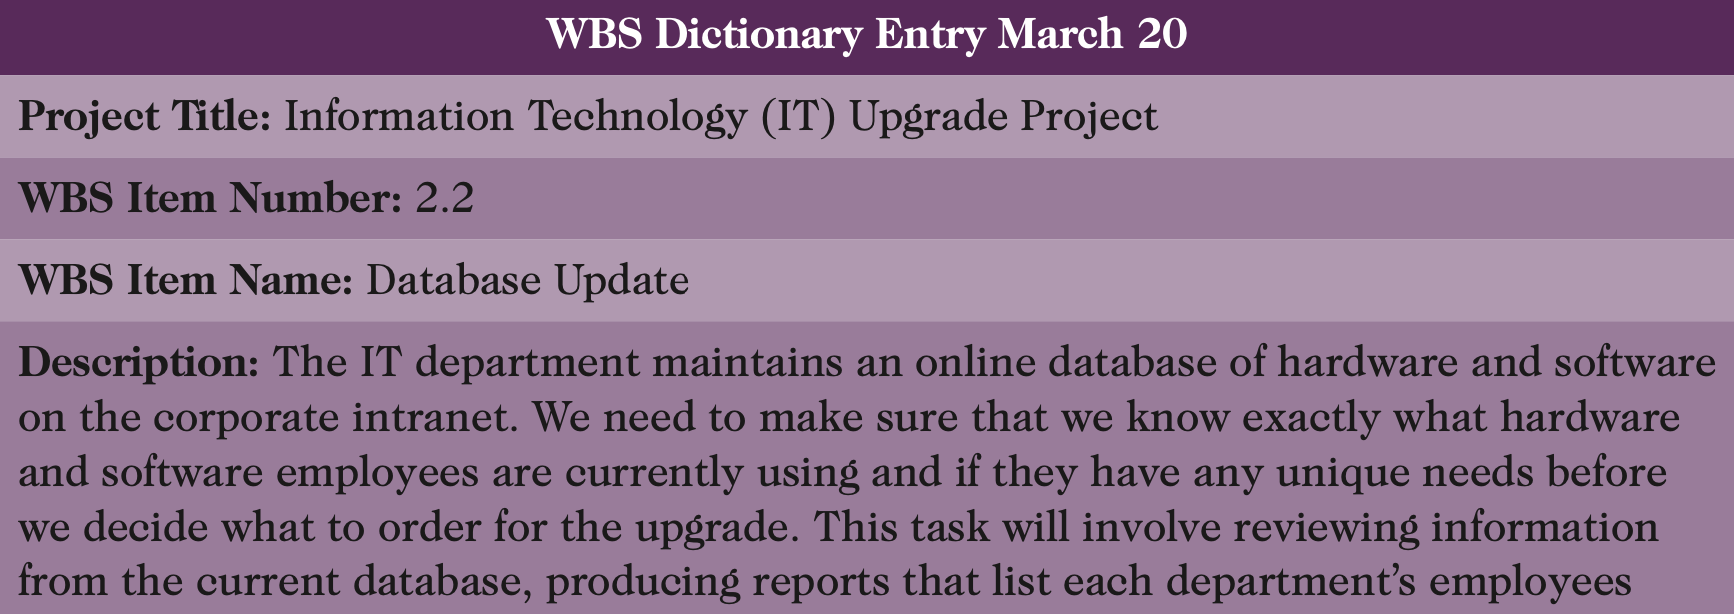 WBS Dictionary Entry March 20
Project Title: Information Technology (IT) Upgrade Project
WBS Item Number: 2.2
WBS Item Name: Database Update
Description: The IT department maintains an online database of hardware and software
on the corporate intranet. We need to make sure that we know exactly what hardware
and software employees are currently using and if they have any unique needs before
we decide what to order for the upgrade. This task will involve reviewing information
from the current database, producing reports that list each department’s employees